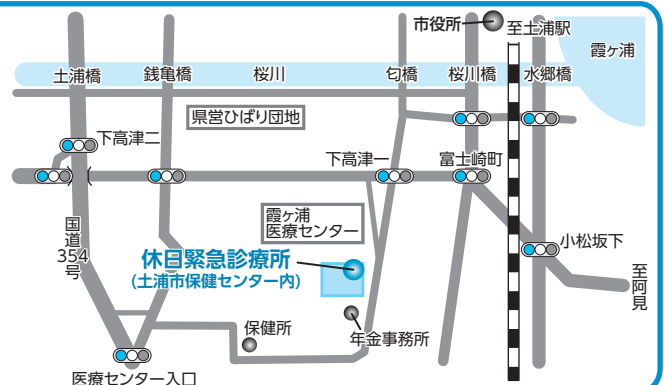 市役所
至土浦駅
霞ヶ浦
土浦橋
銭亀橋
桜川
匂橋
桜川橋
水郷橋
県営ひばり団地
下高津二
下高津一
富士崎町
霞ヶ浦
医療センター
国道354号
小松坂下
休日緊急診療所
(土浦市保健センター内)
至阿見
保健所
年金事務所
医療センター入口